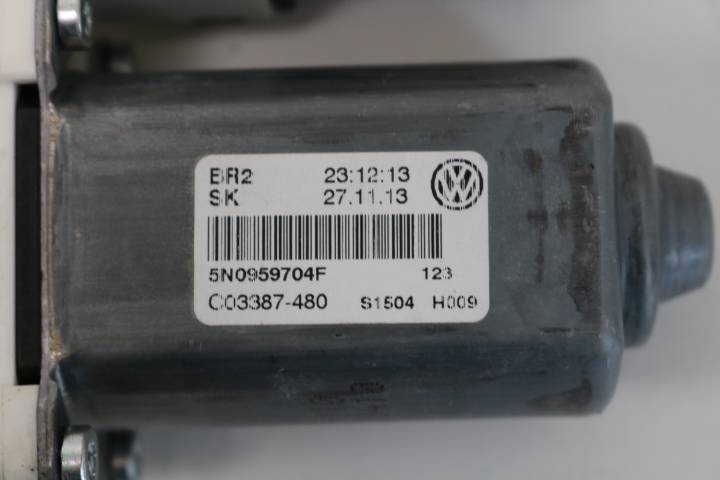 BR2 23:12:13
SK 27.11.13
5N0959704F 123
C03387-480 S1504 H009